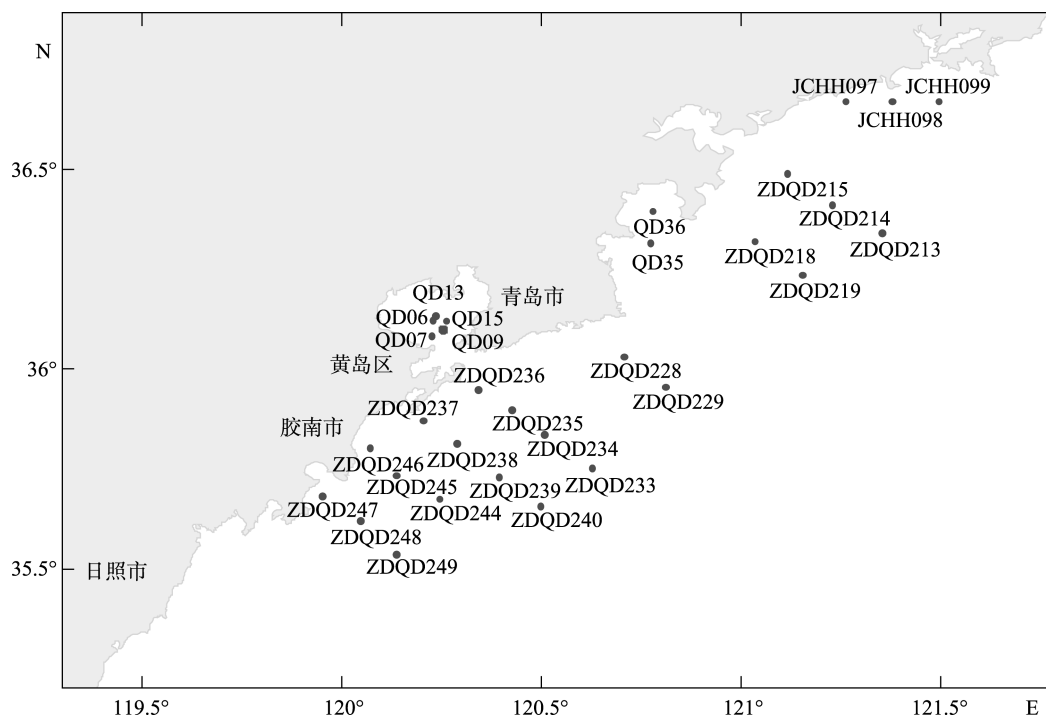 N
JCHH097
JCHH099
JCHH098
36.5°
ZDQD215
ZDQD214
QD36
ZDQD213
ZDQD218
QD35
ZDQD219
QD13
青岛市
QD06
QD15
QD07
QD09
黄岛区
36°
ZDQD236
ZDQD228
ZDQD229
ZDQD237
胶南市
ZDQD235
ZDQD234
ZDQD246
ZDQD238
ZDQD245
ZDQD239
ZDQD233
ZDQD247
ZDQD244
ZDQD240
ZDQD248
35.5°
日照市
ZDQD249
119.5°
120°
120.5°
121°
121.5°
E